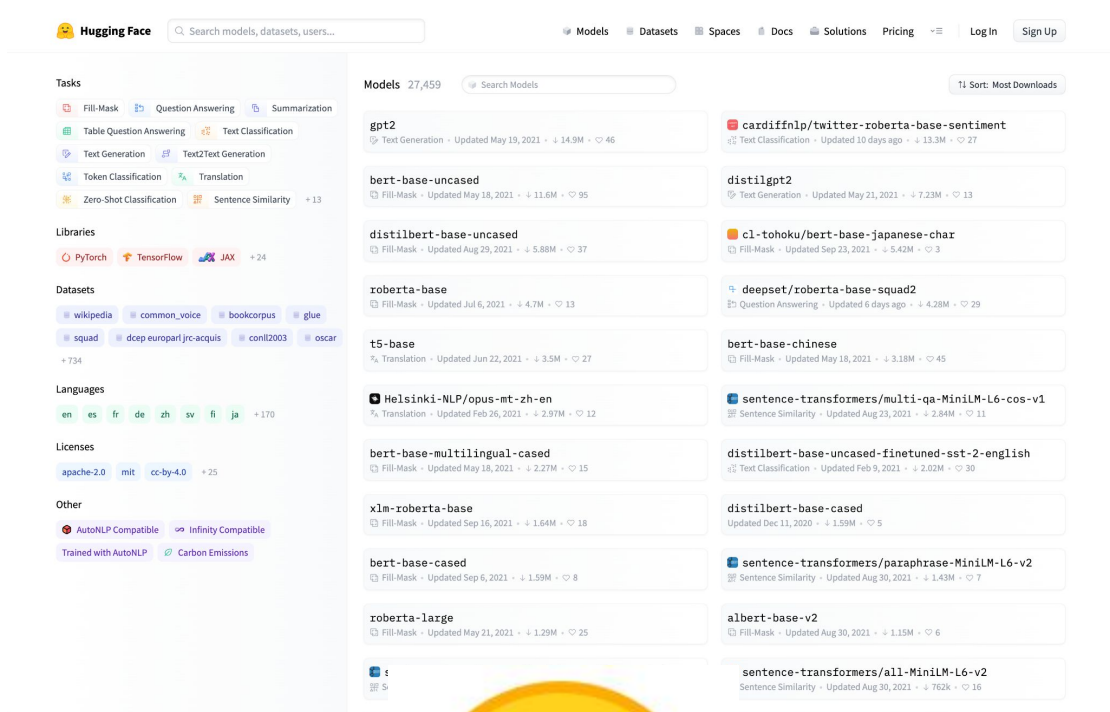 Hugging Face
Search models, datasets, users...
Models
Datasets
Spaces
Docs
Solutions
Pricing
Log In
Sign Up
Tasks
Fill-Mask Question Answering Summarization
Table Question Answering Text Classification
Text Generation Text2Text Generation
Token Classification Translation
Zero-Shot Classification Sentence Similarity + 13
Libraries
PyTorch TensorFlow JAX + 24
Datasets
wikipedia common_voice bookcorpus glue
squad dcep europarl jrc-acquis conll2003 oscar
+ 734
Languages
en es fr de zh sv fi ja + 170
Licenses
apache-2.0 mit cc-by-4.0 + 25
Other
AutoNLP Compatible Infinity Compatible
Trained with AutoNLP Carbon Emissions
Models 27,459
Search Models
↑↓ Sort: Most Downloads
gpt2
Text Generation • Updated May 19, 2021 • ↓ 14.9M • ♡ 46
cardiffnlp/twitter-roberta-base-sentiment
Text Classification • Updated 10 days ago • ↓ 13.3M • ♡ 27
bert-base-uncased
Fill-Mask • Updated May 18, 2021 • ↓ 11.6M • ♡ 95
distilgpt2
Text Generation • Updated May 21, 2021 • ↓ 7.23M • ♡ 13
distilbert-base-uncased
Fill-Mask • Updated Aug 29, 2021 • ↓ 5.88M • ♡ 37
cl-tohoku/bert-base-japanese-char
Fill-Mask • Updated Sep 23, 2021 • ↓ 5.42M • ♡ 3
roberta-base
Fill-Mask • Updated Jul 6, 2021 • ↓ 4.7M • ♡ 13
deepset/roberta-base-squad2
Question Answering • Updated 6 days ago • ↓ 4.28M • ♡ 29
t5-base
Translation • Updated Jun 22, 2021 • ↓ 3.5M • ♡ 27
bert-base-chinese
Fill-Mask • Updated May 18, 2021 • ↓ 3.18M • ♡ 45
Helsinki-NLP/opus-mt-zh-en
Translation • Updated Feb 26, 2021 • ↓ 2.97M • ♡ 12
sentence-transformers/multi-qa-MiniLM-L6-cos-v1
Sentence Similarity • Updated Aug 23, 2021 • ↓ 2.84M • ♡ 11
bert-base-multilingual-cased
Fill-Mask • Updated May 18, 2021 • ↓ 2.27M • ♡ 15
distilbert-base-uncased-finetuned-sst-2-english
Text Classification • Updated Feb 9, 2021 • ↓ 2.02M • ♡ 30
xlm-roberta-base
Fill-Mask • Updated Sep 16, 2021 • ↓ 1.64M • ♡ 18
distilbert-base-cased
Updated Dec 11, 2020 • ↓ 1.59M • ♡ 5
bert-base-cased
Fill-Mask • Updated Sep 6, 2021 • ↓ 1.59M • ♡ 8
sentence-transformers/paraphrase-MiniLM-L6-v2
Sentence Similarity • Updated Aug 30, 2021 • ↓ 1.43M • ♡ 7
roberta-large
Fill-Mask • Updated May 21, 2021 • ↓ 1.29M • ♡ 25
albert-base-v2
Fill-Mask • Updated Aug 30, 2021 • ↓ 1.15M • ♡ 6
sentence-transformers/all-MiniLM-L6-v2
Sentence Similarity • Updated Aug 30, 2021 • ↓ 762k • ♡ 16